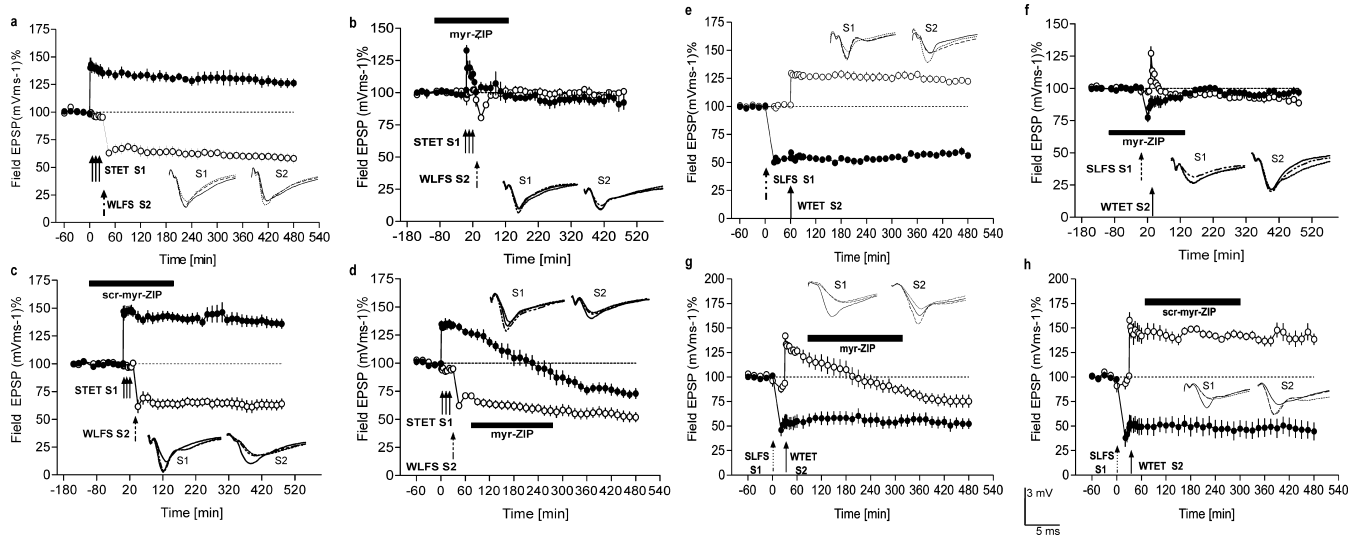 a
Field EPSP (mVms-1)%
175
150
125
100
75
50
25
0
STET S1
WLFS S2
S1
S2
-60 0 60 120 180 240 300 360 420 480 540
Time [min]
b
Field EPSP (mVms-1)%
175
150
125
100
75
50
25
0
myr-ZIP
STET S1
WLFS S2
S1
S2
-180 -80 20 120 220 320 420 520
Time [min]
c
Field EPSP (mVms-1)%
175
150
125
100
75
50
25
0
scr-myr-ZIP
STET S1
WLFS S2
S1
S2
-180 -80 20 120 220 320 420 520
Time [min]
d
Field EPSP (mVms-1)%
175
150
125
100
75
50
25
0
S1
S2
STET S1
myr-ZIP
WLFS S2
-60 0 60 120 180 240 300 360 420 480 540
Time [min]
e
Field EPSP(mVms-1)%
175
150
125
100
75
50
25
0
S1
S2
SLFS S1
WTET S2
-60 0 60 120 180 240 300 360 420 480 540
Time [min]
f
Field EPSP (mVms-1)%
175
150
125
100
75
50
25
0
myr-ZIP
SLFS S1
WTET S2
S1
S2
-180 -80 20 120 220 320 420 520
Time [min]
g
Field EPSP (mVms-1)%
200
175
150
125
100
75
50
25
0
S1
S2
myr-ZIP
SLFS
S1
WTET
S2
-60 0 60 120 180 240 300 360 420 480 540
Time [min]
h
Field EPSP (mVms-1)%
200
175
150
125
100
75
50
25
0
scr-myr-ZIP
S1
S2
SLFS
S1
WTET S2
-60 0 60 120 180 240 300 360 420 480 540
Time [min]
3 mV
5 ms